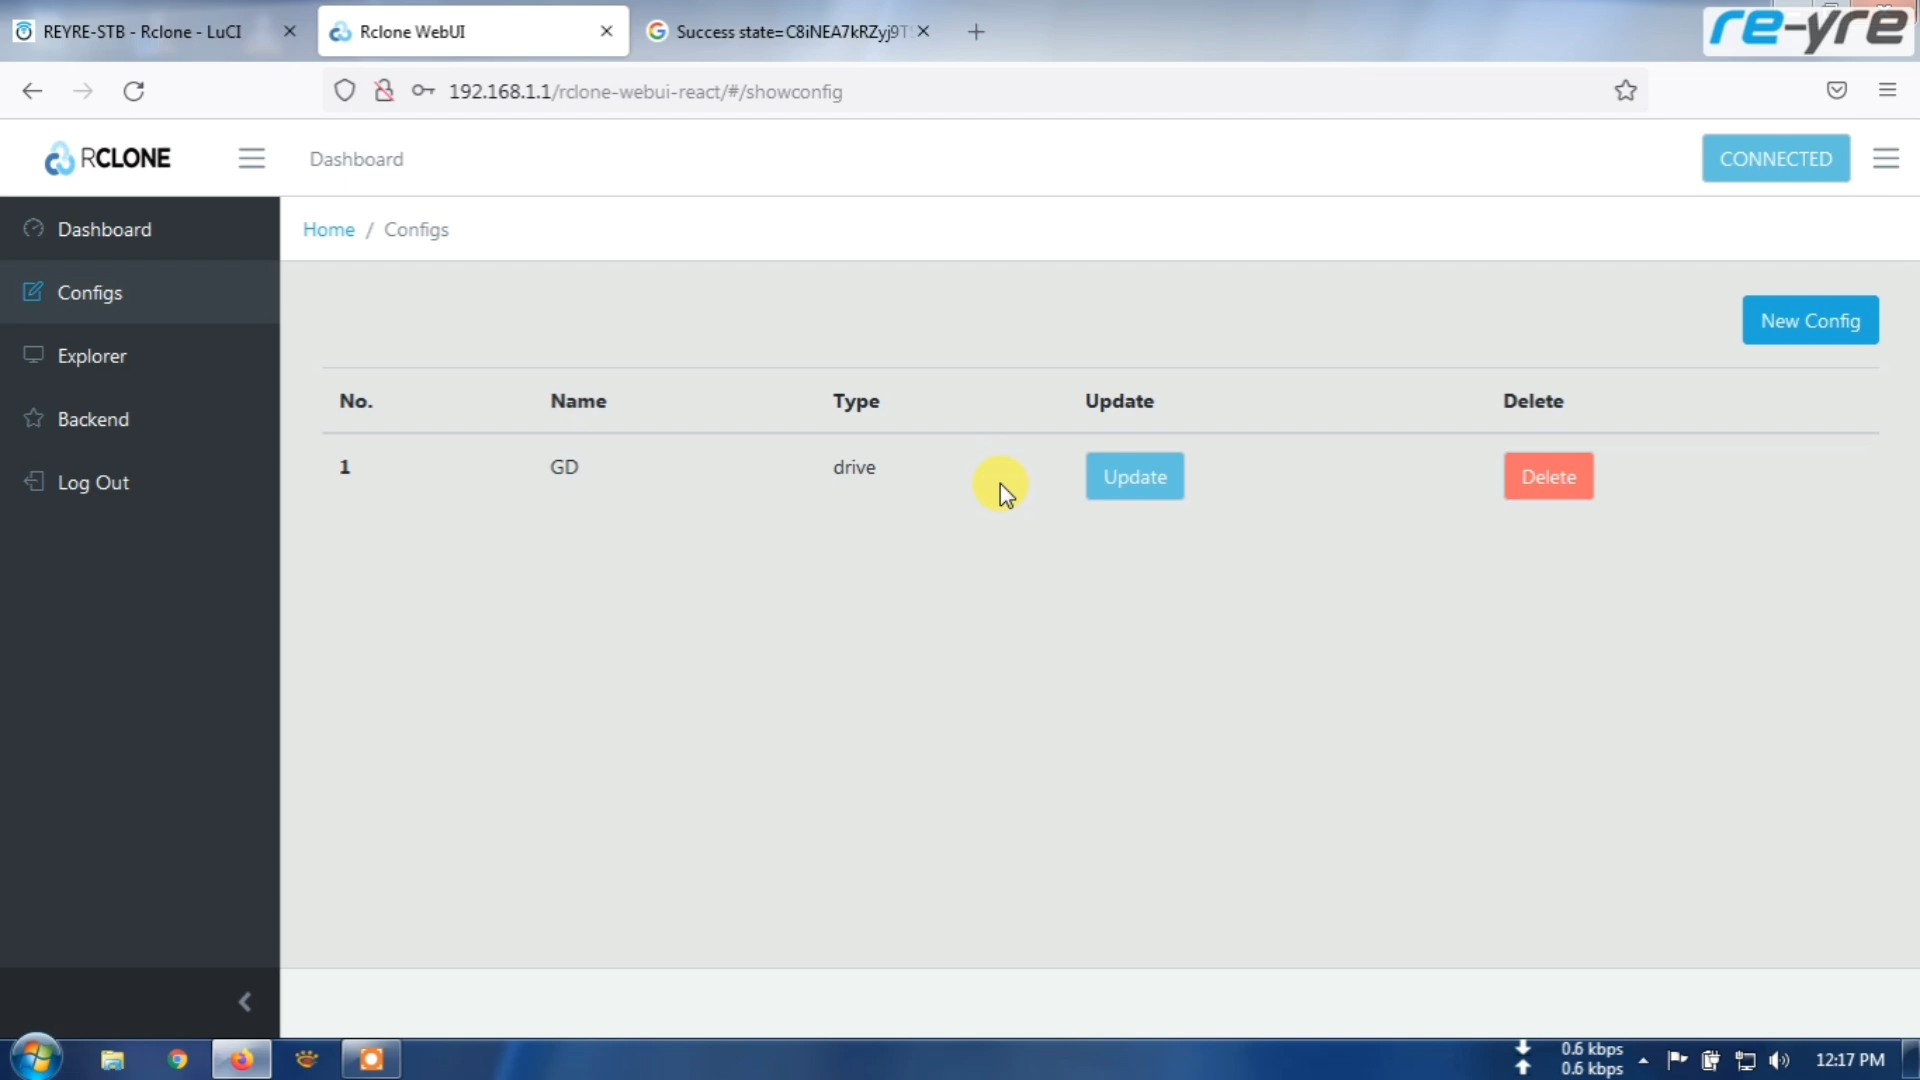 REYRE-STB - Rclone - LuCI
Rclone WebUI
Success state=C8iNEA7kRZyj9T
re-yre
192.168.1.1/rclone-webui-react/#/showconfig
RCLONE
Dashboard
CONNECTED
Dashboard
Home / Configs
Configs
New Config
Explorer
No. Name Type Update Delete
Backend
1 GD drive Update Delete
Log Out
0.6 kbps
0.6 kbps
12:17 PM